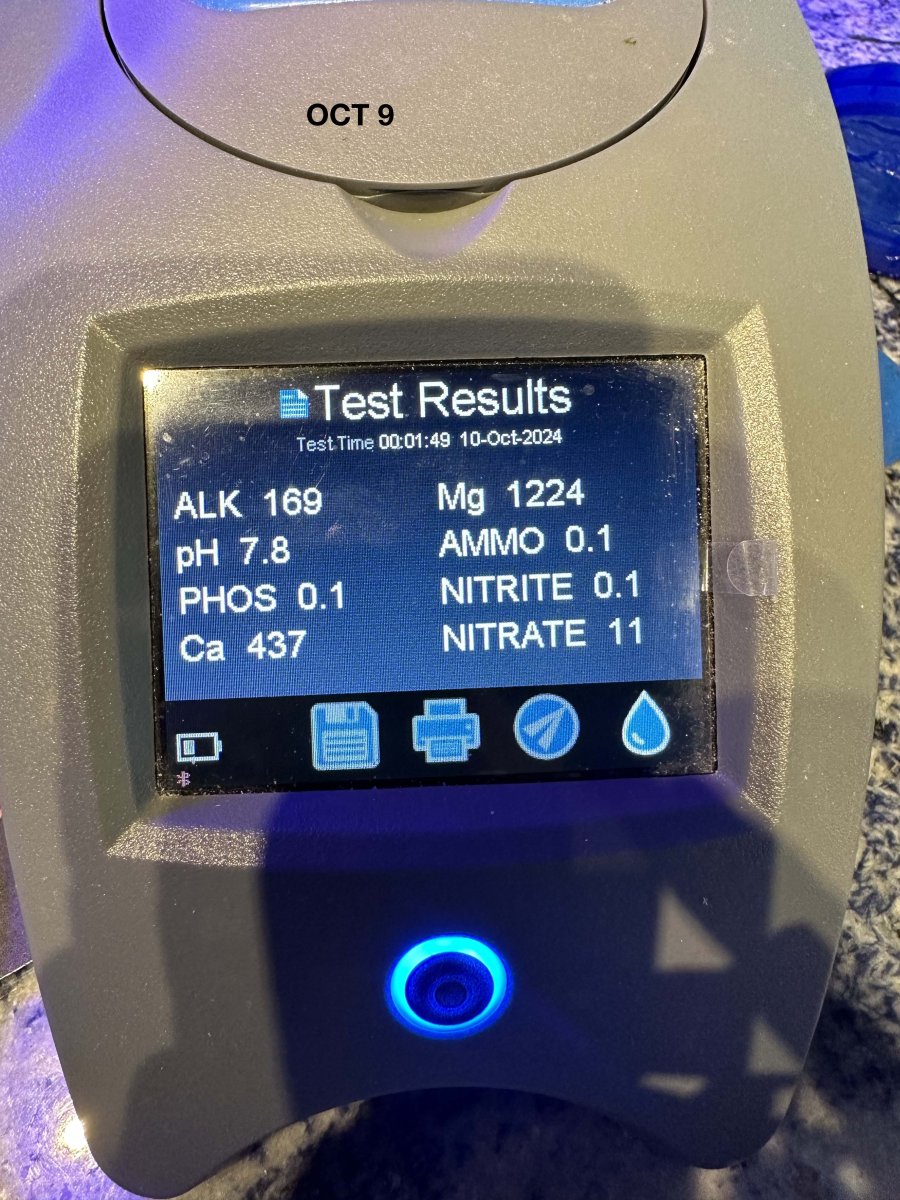 OCT 9
Test Results
Test Time 00:01:49 10-Oct-2024
ALK 169 Mg 1224
pH 7.8 AMMO 0.1
PHOS 0.1 NITRITE 0.1
Ca 437 NITRATE 11